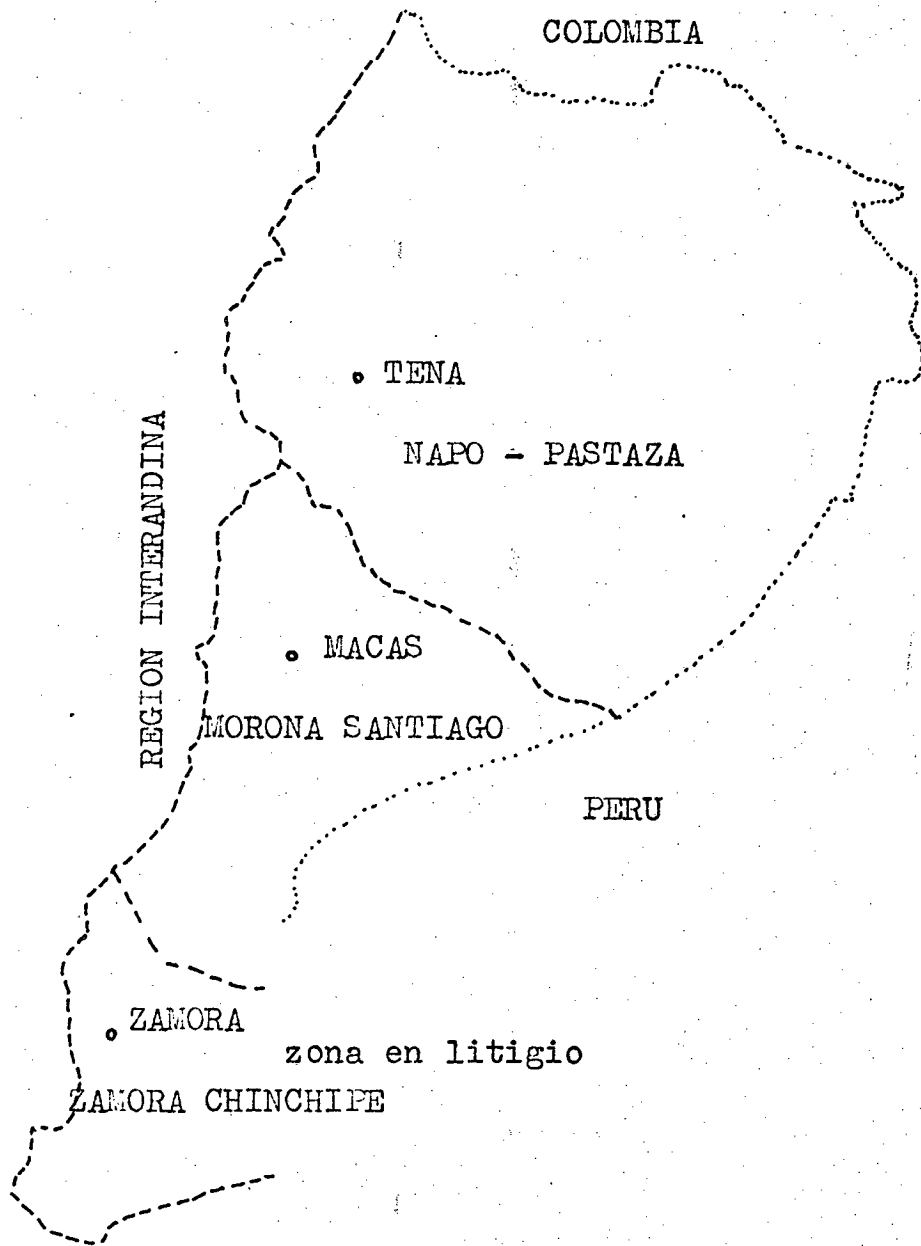 COLOMBIA
TENA
NAPO - PASTAZA
REGION INTERANDINA
MACAS
MORONA SANTIAGO
PERU
ZAMORA
zona en litigio
ZAMORA CHINCHIPE